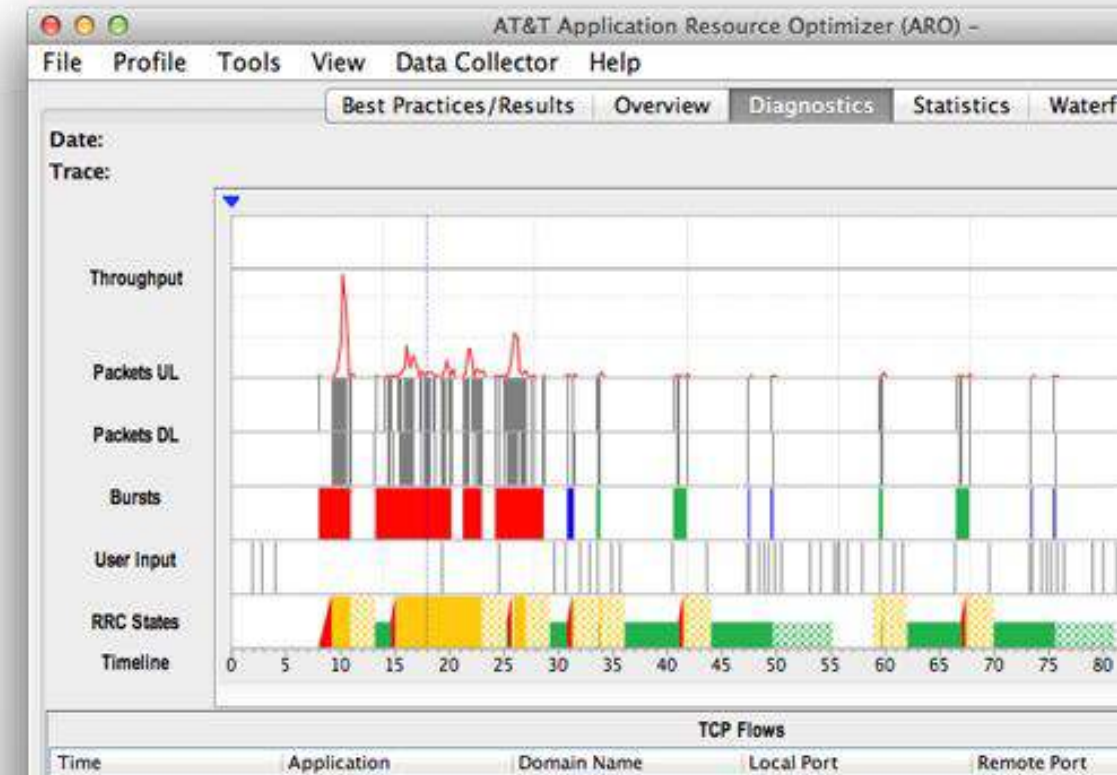 AT&T Application Resource Optimizer (ARO) –
File Profile Tools View Data Collector Help
Best Practices/Results Overview Diagnostics Statistics Waterf
Date:
Trace:
Throughput
Packets UL
Packets DL
Bursts
User Input
RRC States
Timeline
0 5 10 15 20 25 30 35 40 45 50 55 60 65 70 75 80
TCP Flows
Time Application Domain Name Local Port Remote Port